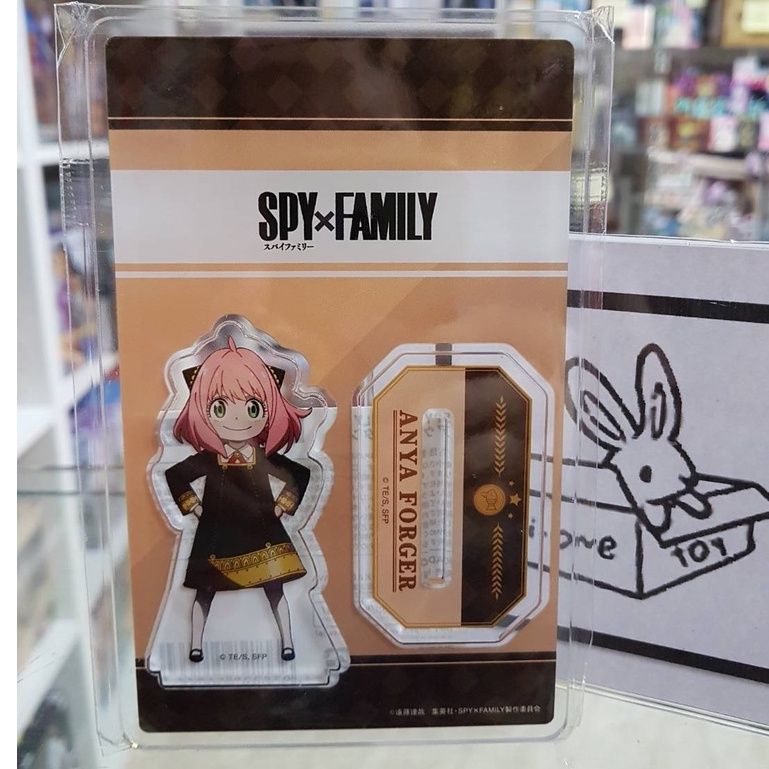 SPY×FAMILY
スパイファミリー
ANYA FORGER
© TE/S, SFP
© TE/S, SFP
©遠藤達哉／集英社・SPY×FAMILY製作委員会
TOY